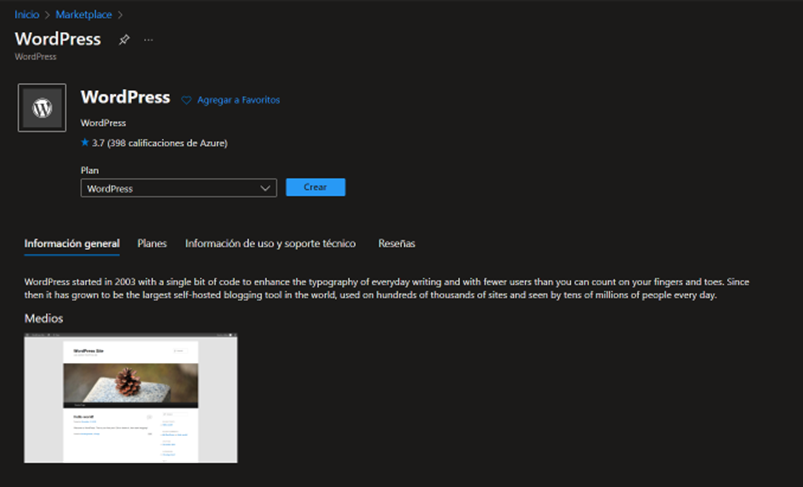 Inicio > Marketplace >
WordPress ...
WordPress
WordPress Agregar a Favoritos
WordPress
3.7 (398 calificaciones de Azure)
Plan
WordPress Crear
Información general Planes Información de uso y soporte técnico Reseñas
WordPress started in 2003 with a single bit of code to enhance the typography of everyday writing and with fewer users than you can count on your fingers and toes. Since
then it has grown to be the largest self-hosted blogging tool in the world, used on hundreds of thousands of sites and seen by tens of millions of people every day.
Medios
WordPress Site
Hello world!